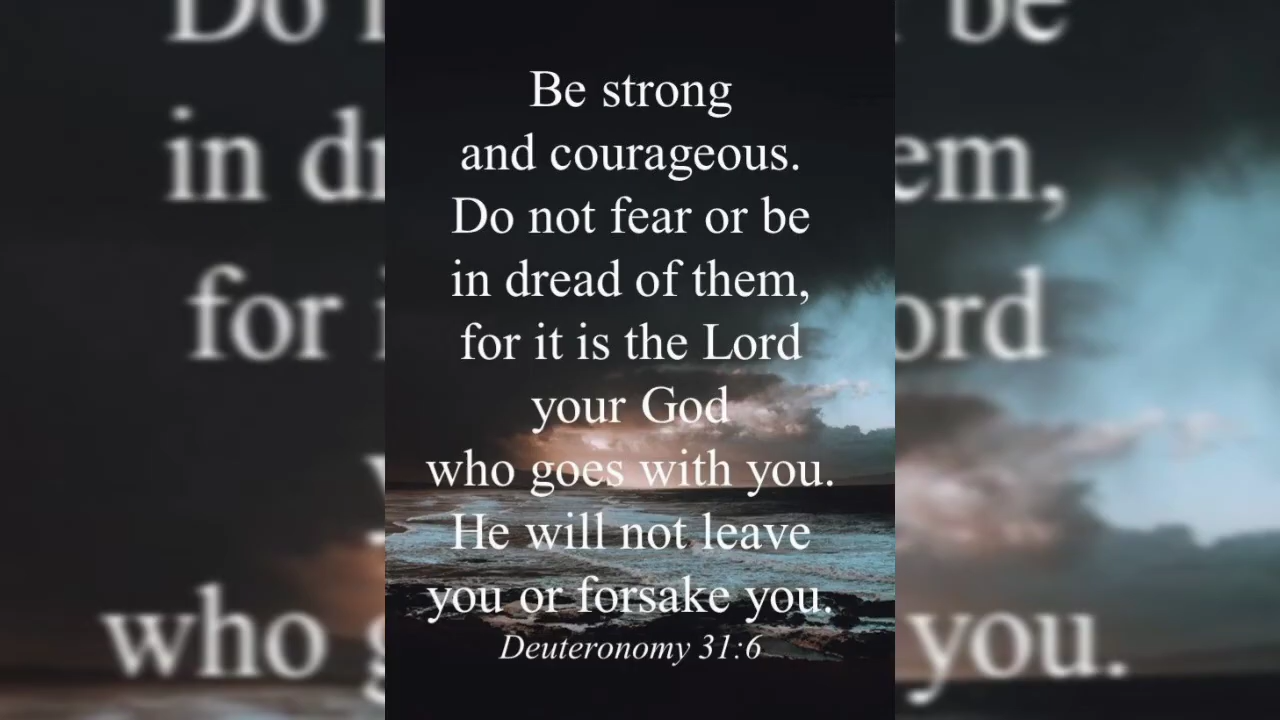 Be strong
and courageous.
Do not fear or be
in dread of them,
for it is the Lord
your God
who goes with you.
He will not leave
you or forsake you.
Deuteronomy 31:6